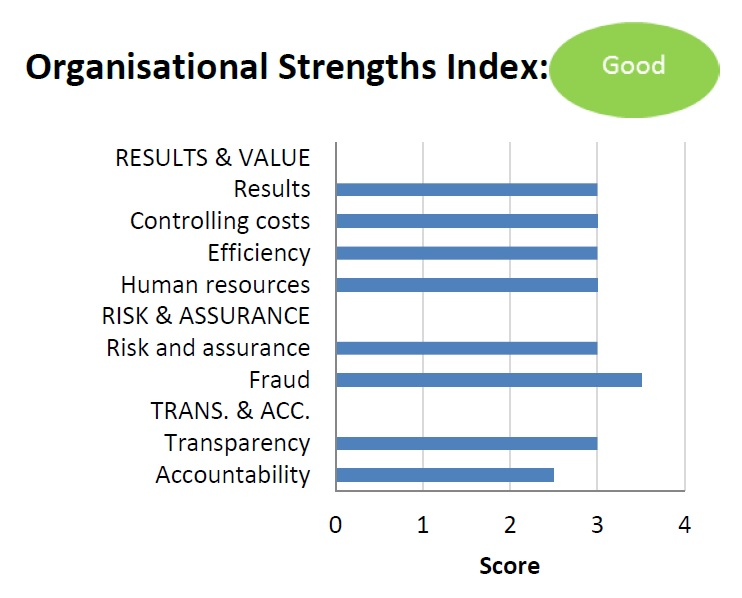 Organisational Strengths Index:
Good
RESULTS & VALUE
Results
Controlling costs
Efficiency
Human resources
RISK & ASSURANCE
Risk and assurance
Fraud
TRANS. & ACC.
Transparency
Accountability
0 1 2 3 4
Score